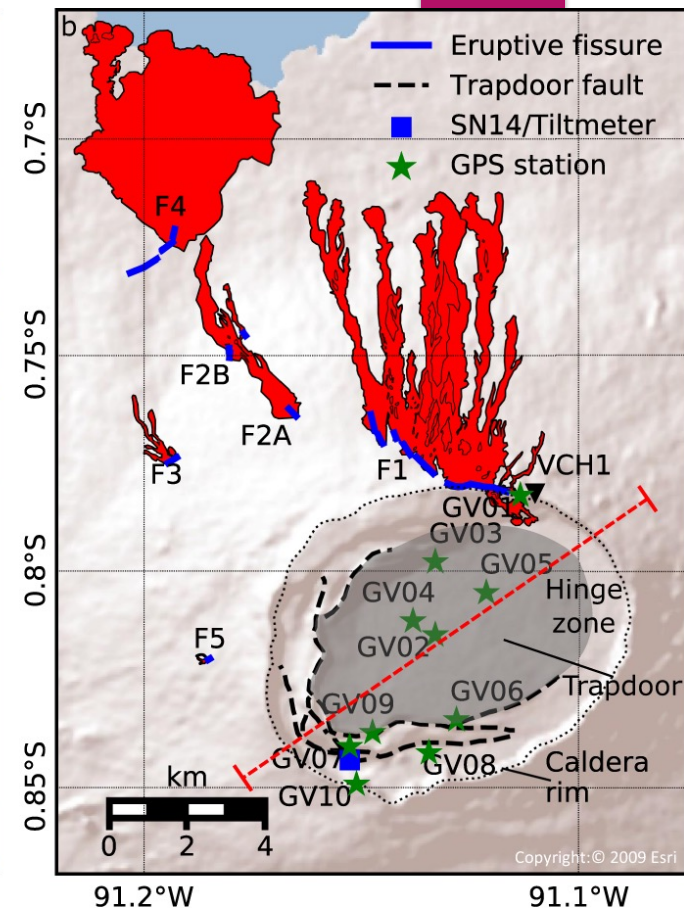 b
Eruptive fissure
Trapdoor fault
SN14/Tiltmeter
GPS station
0.7°S
F4
0.75°S
F2B
F2A
F3
F1
VCH1
GV01
GV03
0.8°S
GV05
GV04
Hinge
zone
GV02
F5
Trapdoor
GV09
GV06
GV07
GV08
Caldera
rim
km
GV10
0.85°S
0 2 4
Copyright:© 2009 Esri
91.2°W
91.1°W